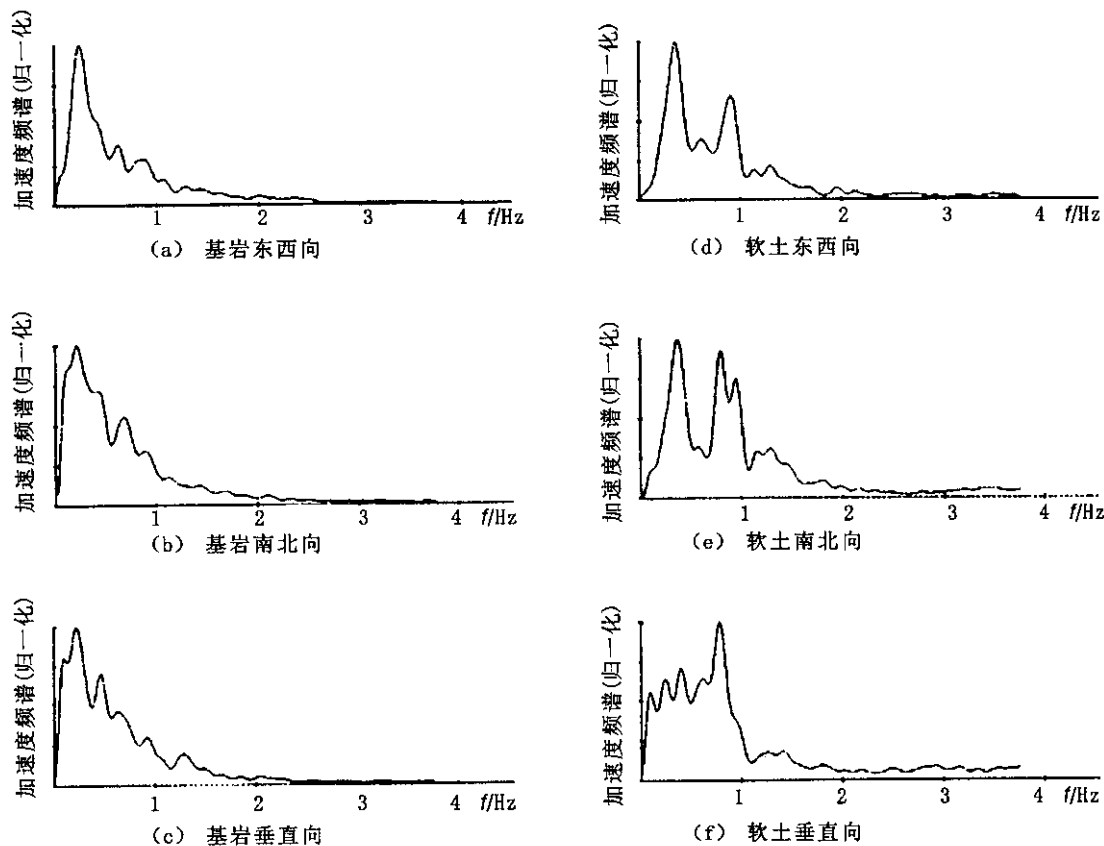 加速度频谱(归一化)
1 2 3 4 f/Hz
(a) 基岩东西向
加速度频谱(归一化)
1 2 3 4 f/Hz
(d) 软土东西向
加速度频谱(归一化)
1 2 3 4 f/Hz
(b) 基岩南北向
加速度频谱(归一化)
1 2 3 4 f/Hz
(e) 软土南北向
加速度频谱(归一化)
1 2 3 4 f/Hz
(c) 基岩垂直向
加速度频谱(归一化)
1 2 3 4 f/Hz
(f) 软土垂直向